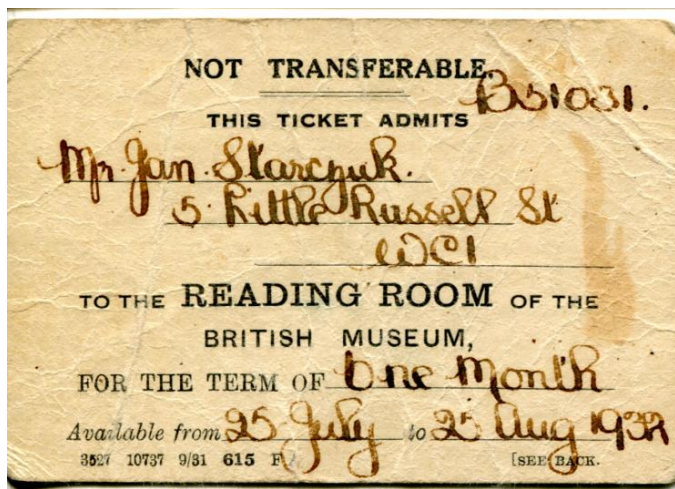 NOT TRANSFERABLE.
B51031.
THIS TICKET ADMITS
Mr. Jan. Starczuk.
5. Little Russell St
WC1
TO THE READING ROOM OF THE
BRITISH MUSEUM,
FOR THE TERM OF One Month
Available from 25 July to 25 Aug 1932
3527 10737 9/31 615 F
[SEE BACK.